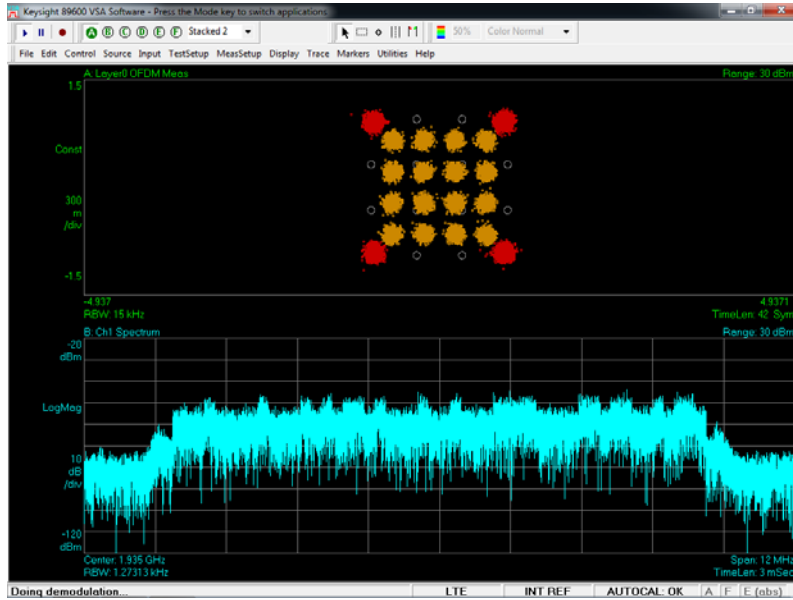 Keysight 89600 VSA Software - Press the Mode key to switch applications
A B C D E F Stacked 2 50% Color Normal
File Edit Control Source Input TestSetup MeasSetup Display Trace Markers Utilities Help
A: Layer0 OFDM Meas Range: 30 dBm
1.5
Const
300
m
/div
-1.5
-4.937 4.9371
RBW: 15 kHz TimeLen: 42 Sym
B: Ch1 Spectrum Range: 30 dBm
-20
dBm
LogMag
10
dB
/div
-120
dBm
Center: 1.935 GHz Span: 12 MHz
RBW: 1.27313 kHz TimeLen: 3 mSec
Doing demodulation... LTE INT REF AUTOCAL: OK A F E (abs)